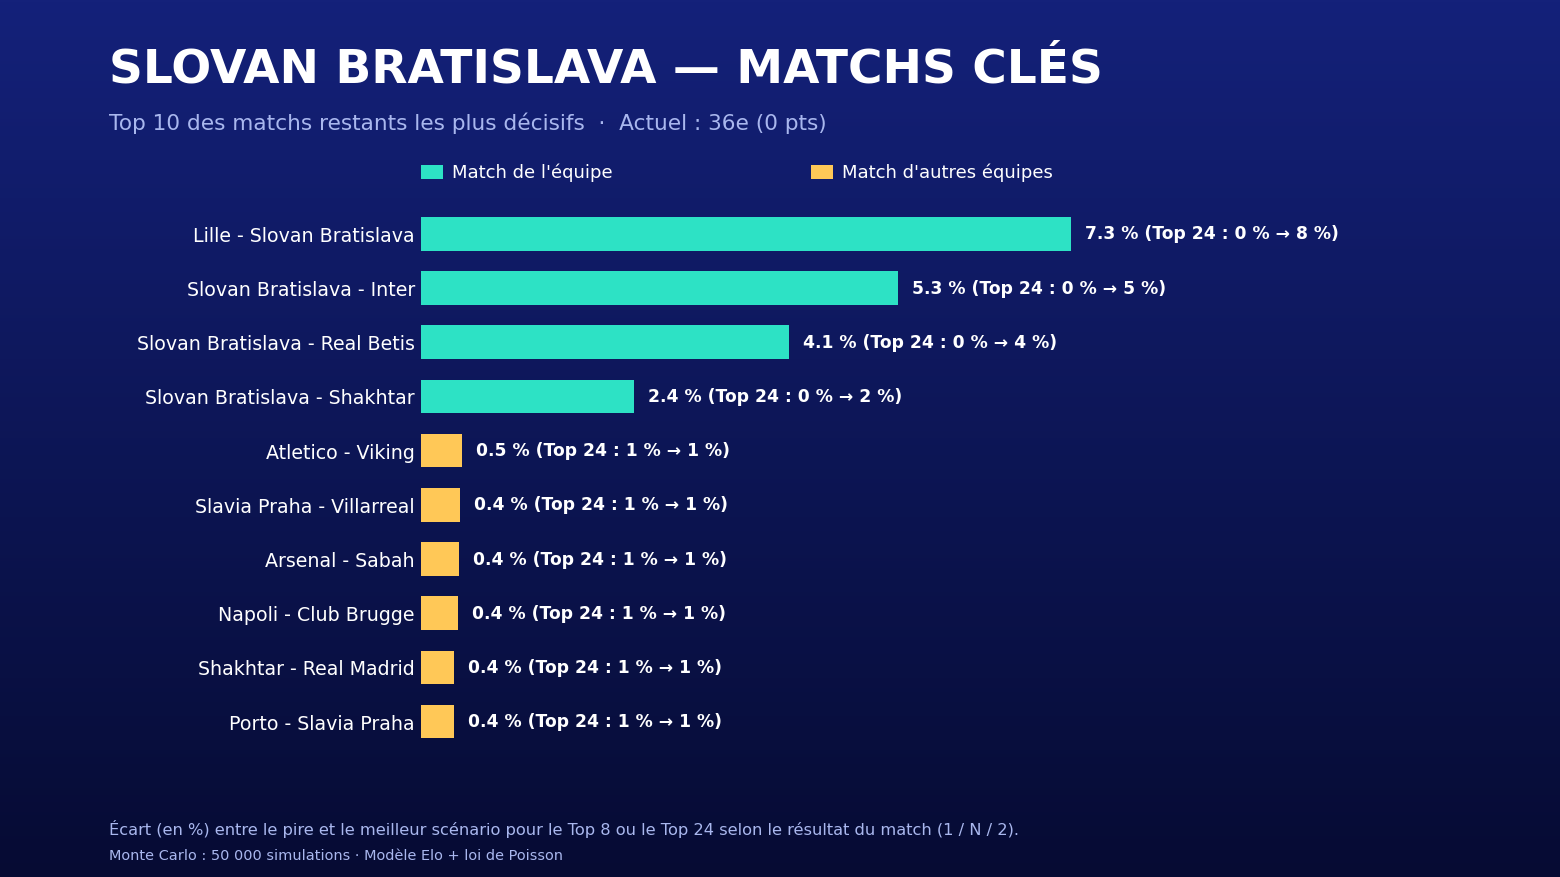 SLOVAN BRATISLAVA — MATCHS CLÉS
Top 10 des matchs restants les plus décisifs · Actuel : 36e (0 pts)
Match de l'équipe
Match d'autres équipes
Lille - Slovan Bratislava 7.3 % (Top 24 : 0 % → 8 %)
Slovan Bratislava - Inter 5.3 % (Top 24 : 0 % → 5 %)
Slovan Bratislava - Real Betis 4.1 % (Top 24 : 0 % → 4 %)
Slovan Bratislava - Shakhtar 2.4 % (Top 24 : 0 % → 2 %)
Atletico - Viking 0.5 % (Top 24 : 1 % → 1 %)
Slavia Praha - Villarreal 0.4 % (Top 24 : 1 % → 1 %)
Arsenal - Sabah 0.4 % (Top 24 : 1 % → 1 %)
Napoli - Club Brugge 0.4 % (Top 24 : 1 % → 1 %)
Shakhtar - Real Madrid 0.4 % (Top 24 : 1 % → 1 %)
Porto - Slavia Praha 0.4 % (Top 24 : 1 % → 1 %)
Écart (en %) entre le pire et le meilleur scénario pour le Top 8 ou le Top 24 selon le résultat du match (1 / N / 2).
Monte Carlo : 50 000 simulations · Modèle Elo + loi de Poisson